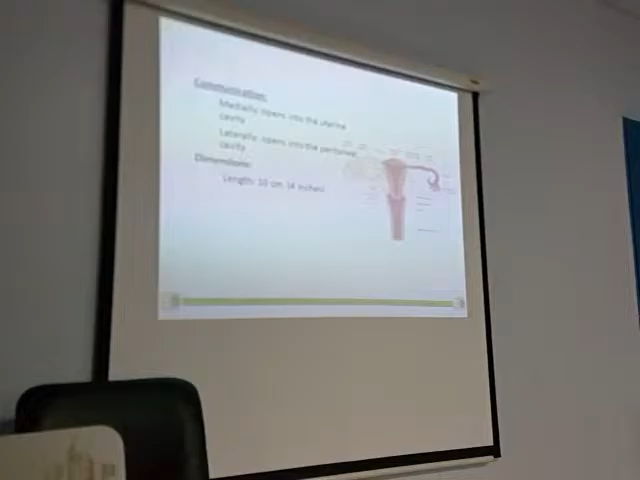 Communication:
Medially: opens into the uterine
cavity
Laterally: opens into the peritoneal
cavity
Dimensions:
Length: 10 cm. (4 inches)